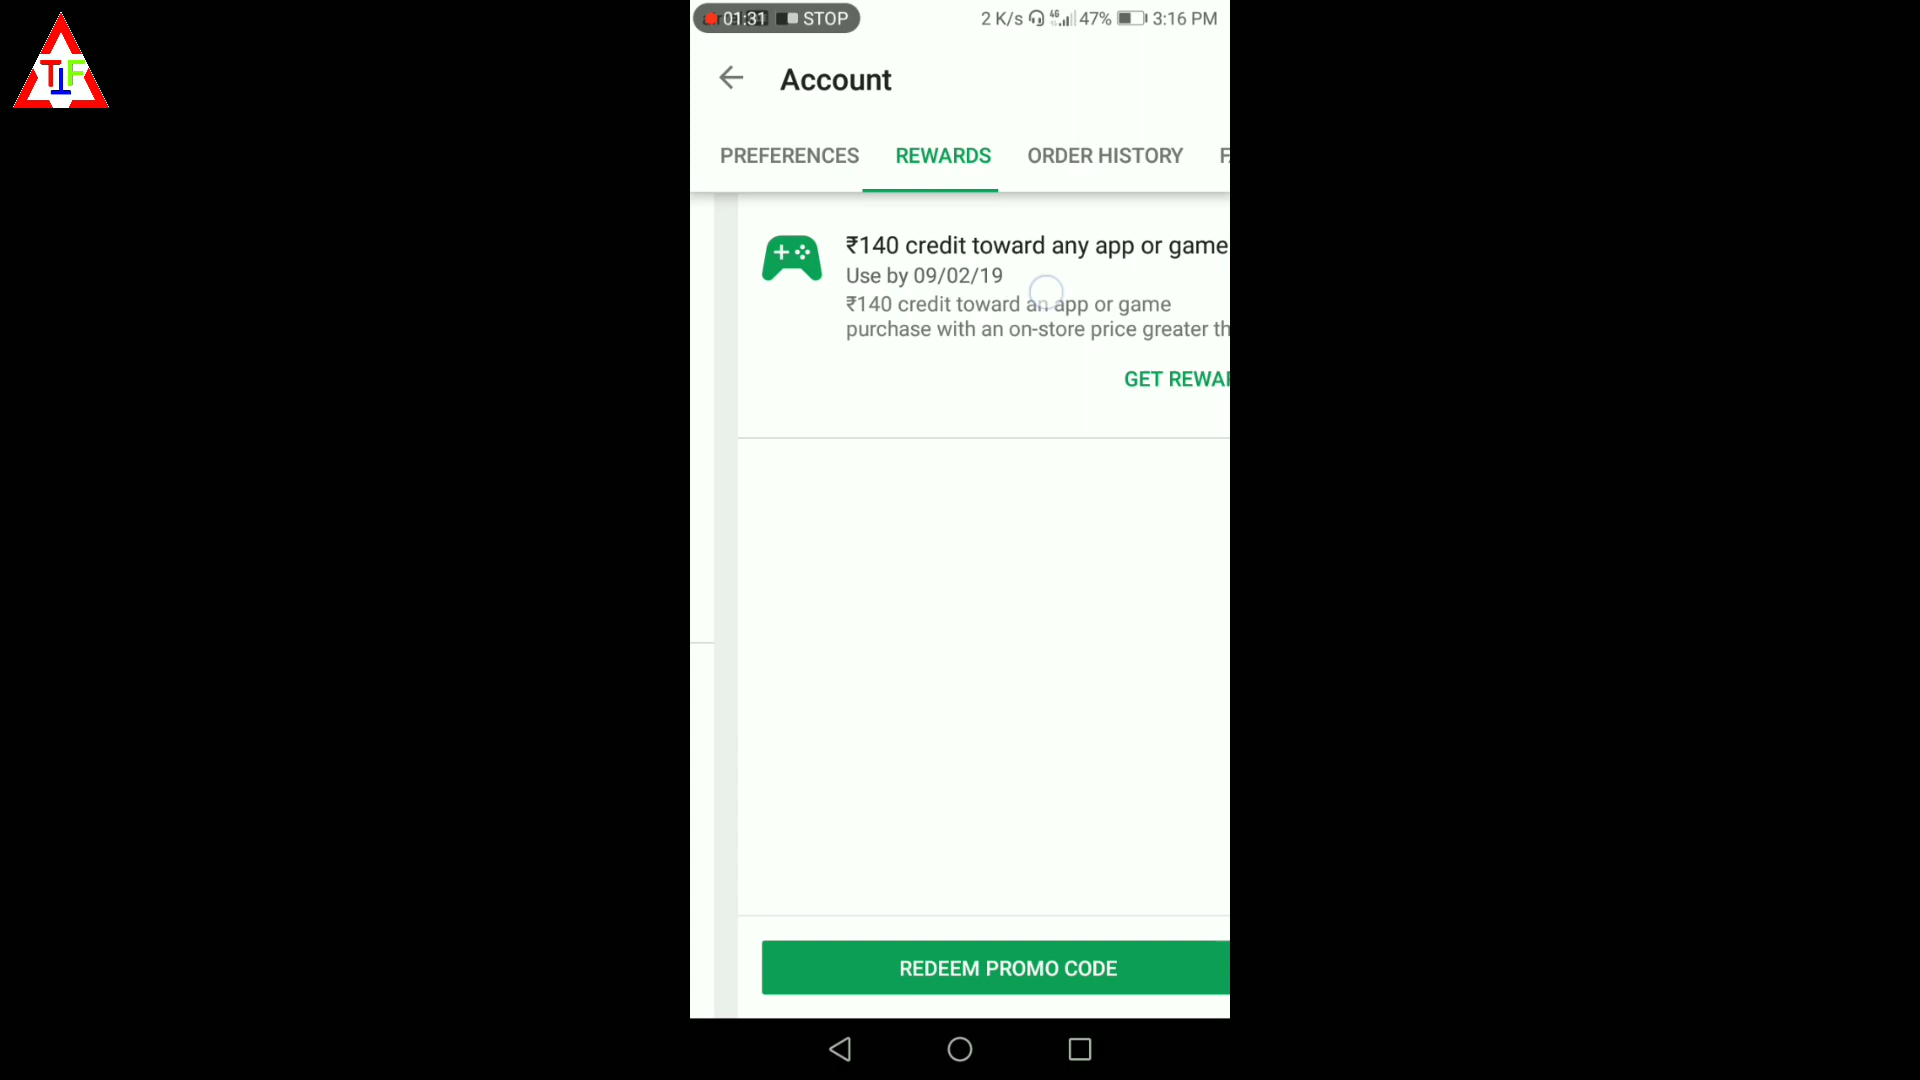 TIF
01:31 STOP
2 K/s 4G 47% 3:16 PM
Account
PREFERENCES REWARDS ORDER HISTORY
₹140 credit toward any app or game
Use by 09/02/19
₹140 credit toward an app or game
purchase with an on-store price greater th
GET REWAR
REDEEM PROMO CODE